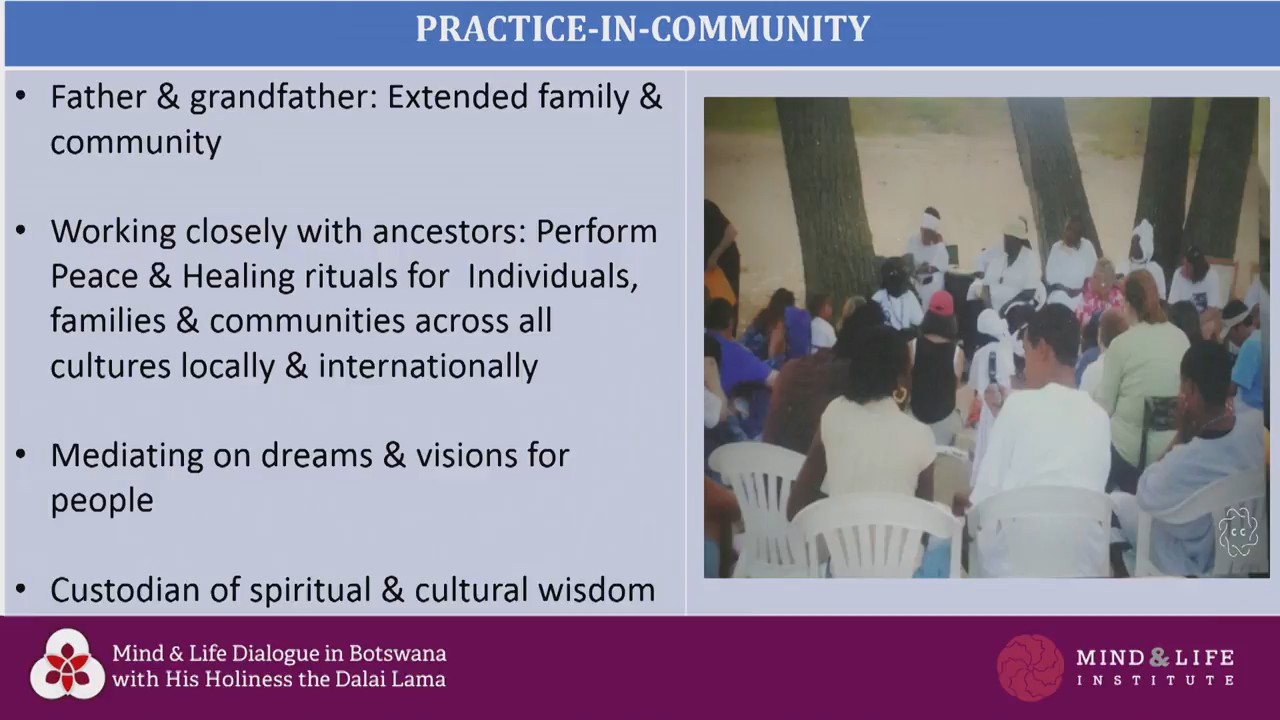 PRACTICE-IN-COMMUNITY
• Father & grandfather: Extended family &
community
• Working closely with ancestors: Perform
Peace & Healing rituals for Individuals,
families & communities across all
cultures locally & internationally
• Mediating on dreams & visions for
people
• Custodian of spiritual & cultural wisdom
cc
Mind & Life Dialogue in Botswana
with His Holiness the Dalai Lama
MIND & LIFE
INSTITUTE